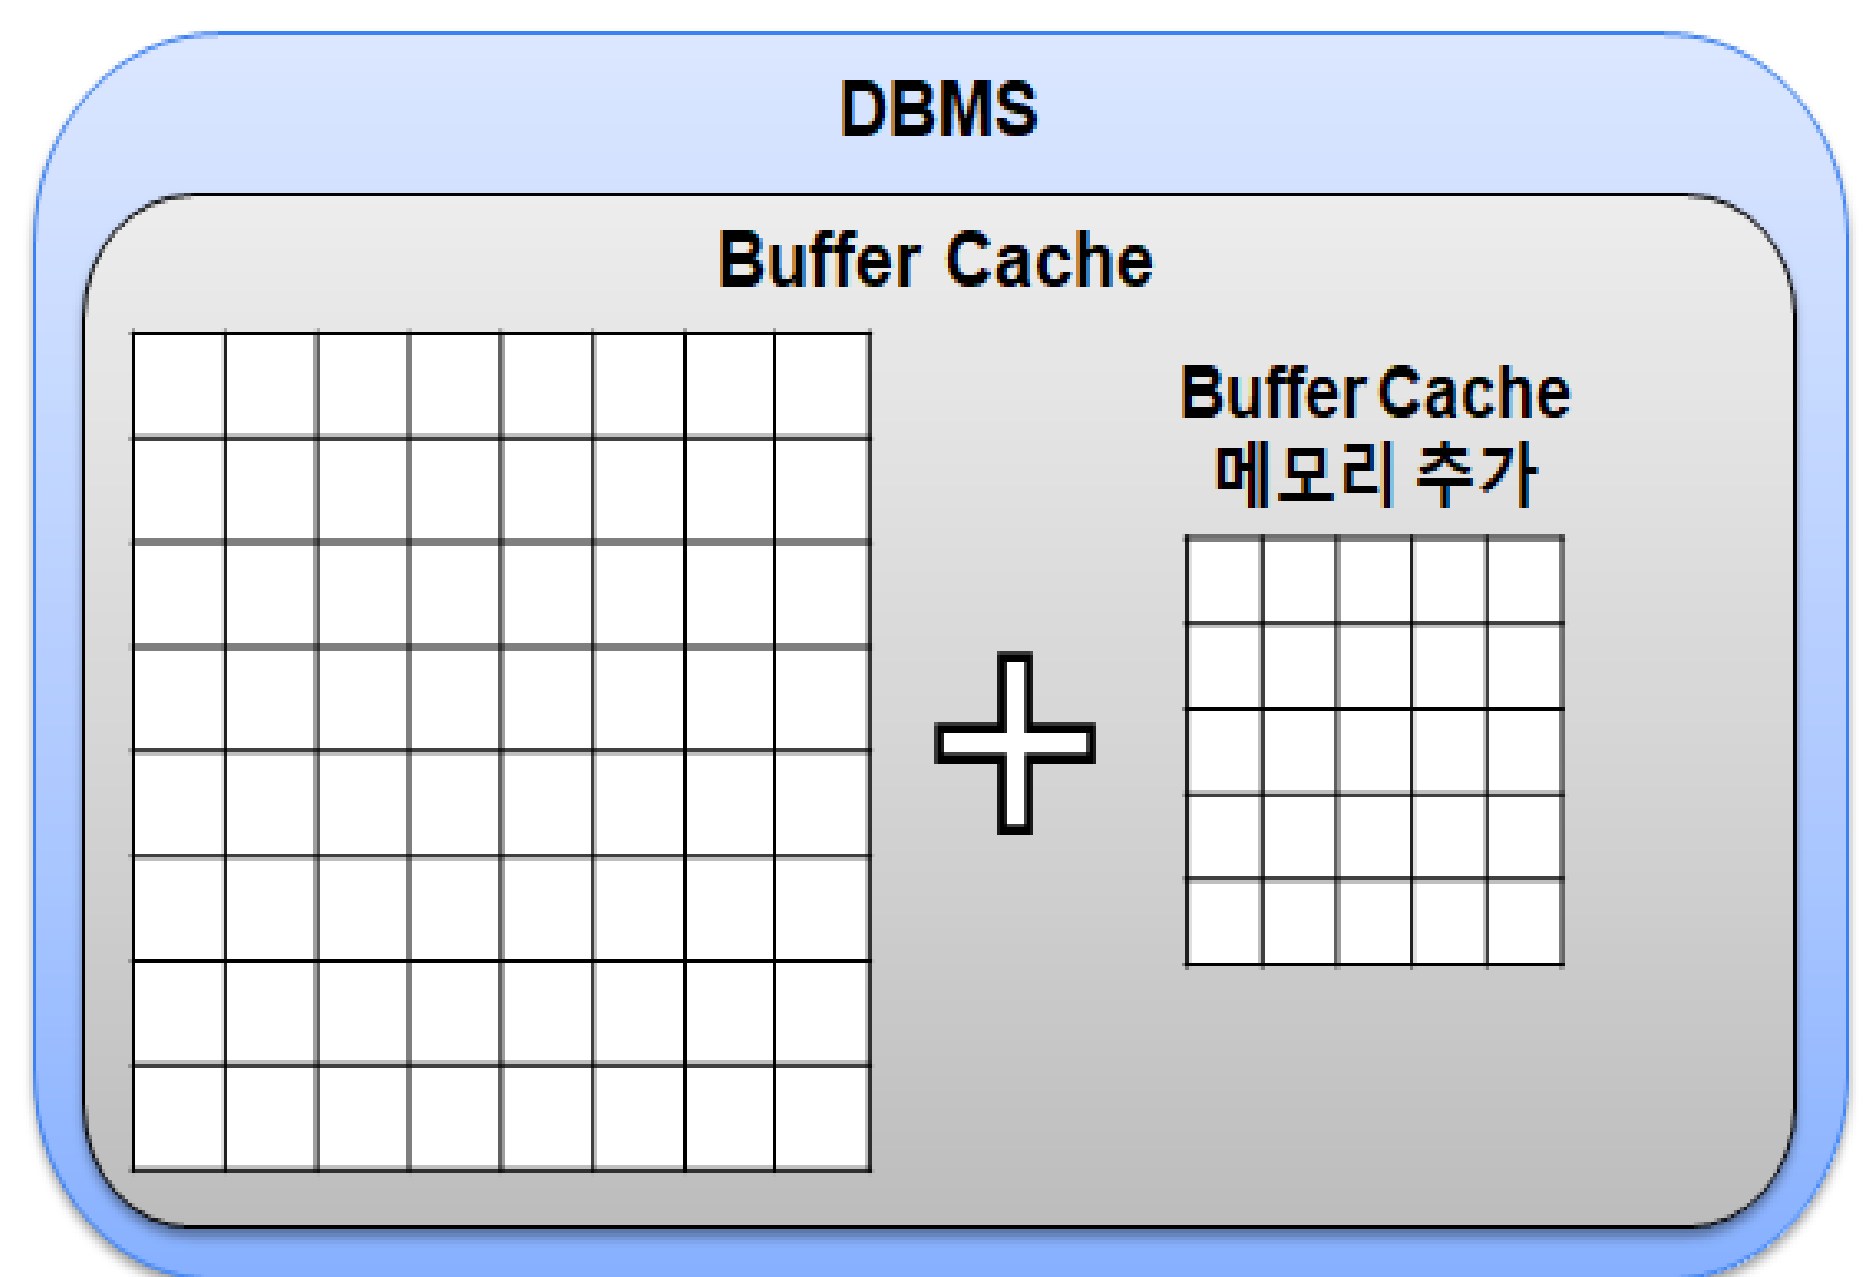 DBMS
Buffer Cache
Buffer Cache
메모리 추가